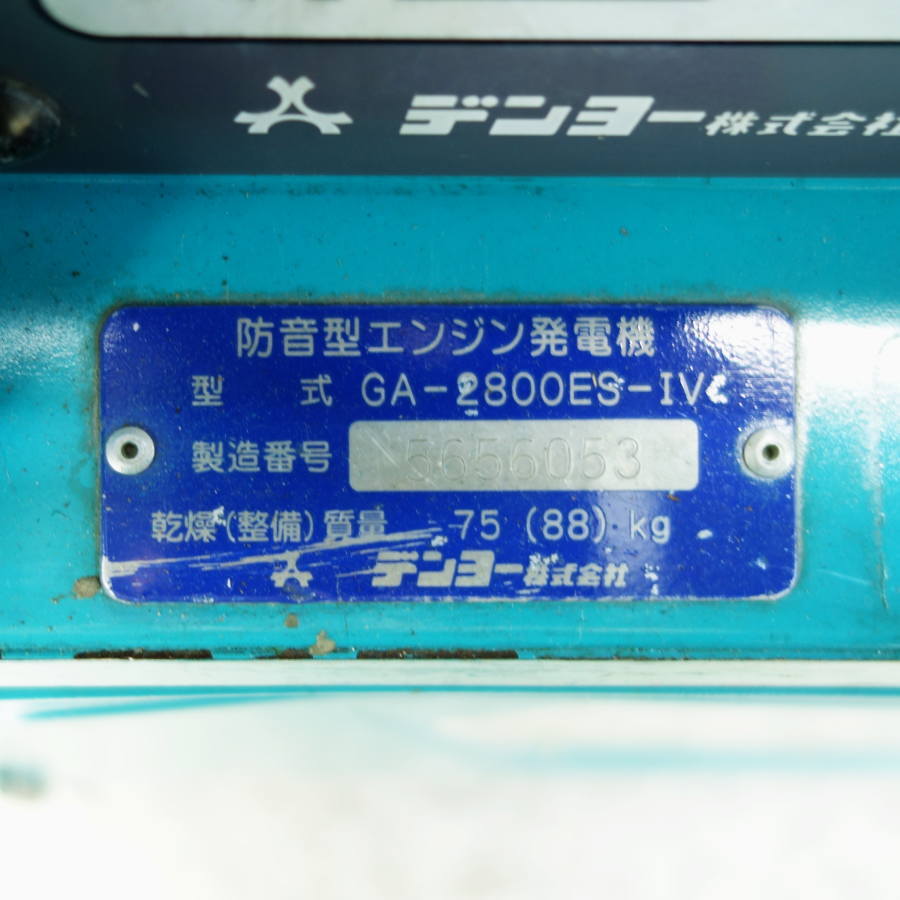 デンヨー株式会社
防音型エンジン発電機
型 式 GA-2800ES-IV
製造番号 5656053
乾燥(整備)質量 75 (88) kg
デンヨー株式会社